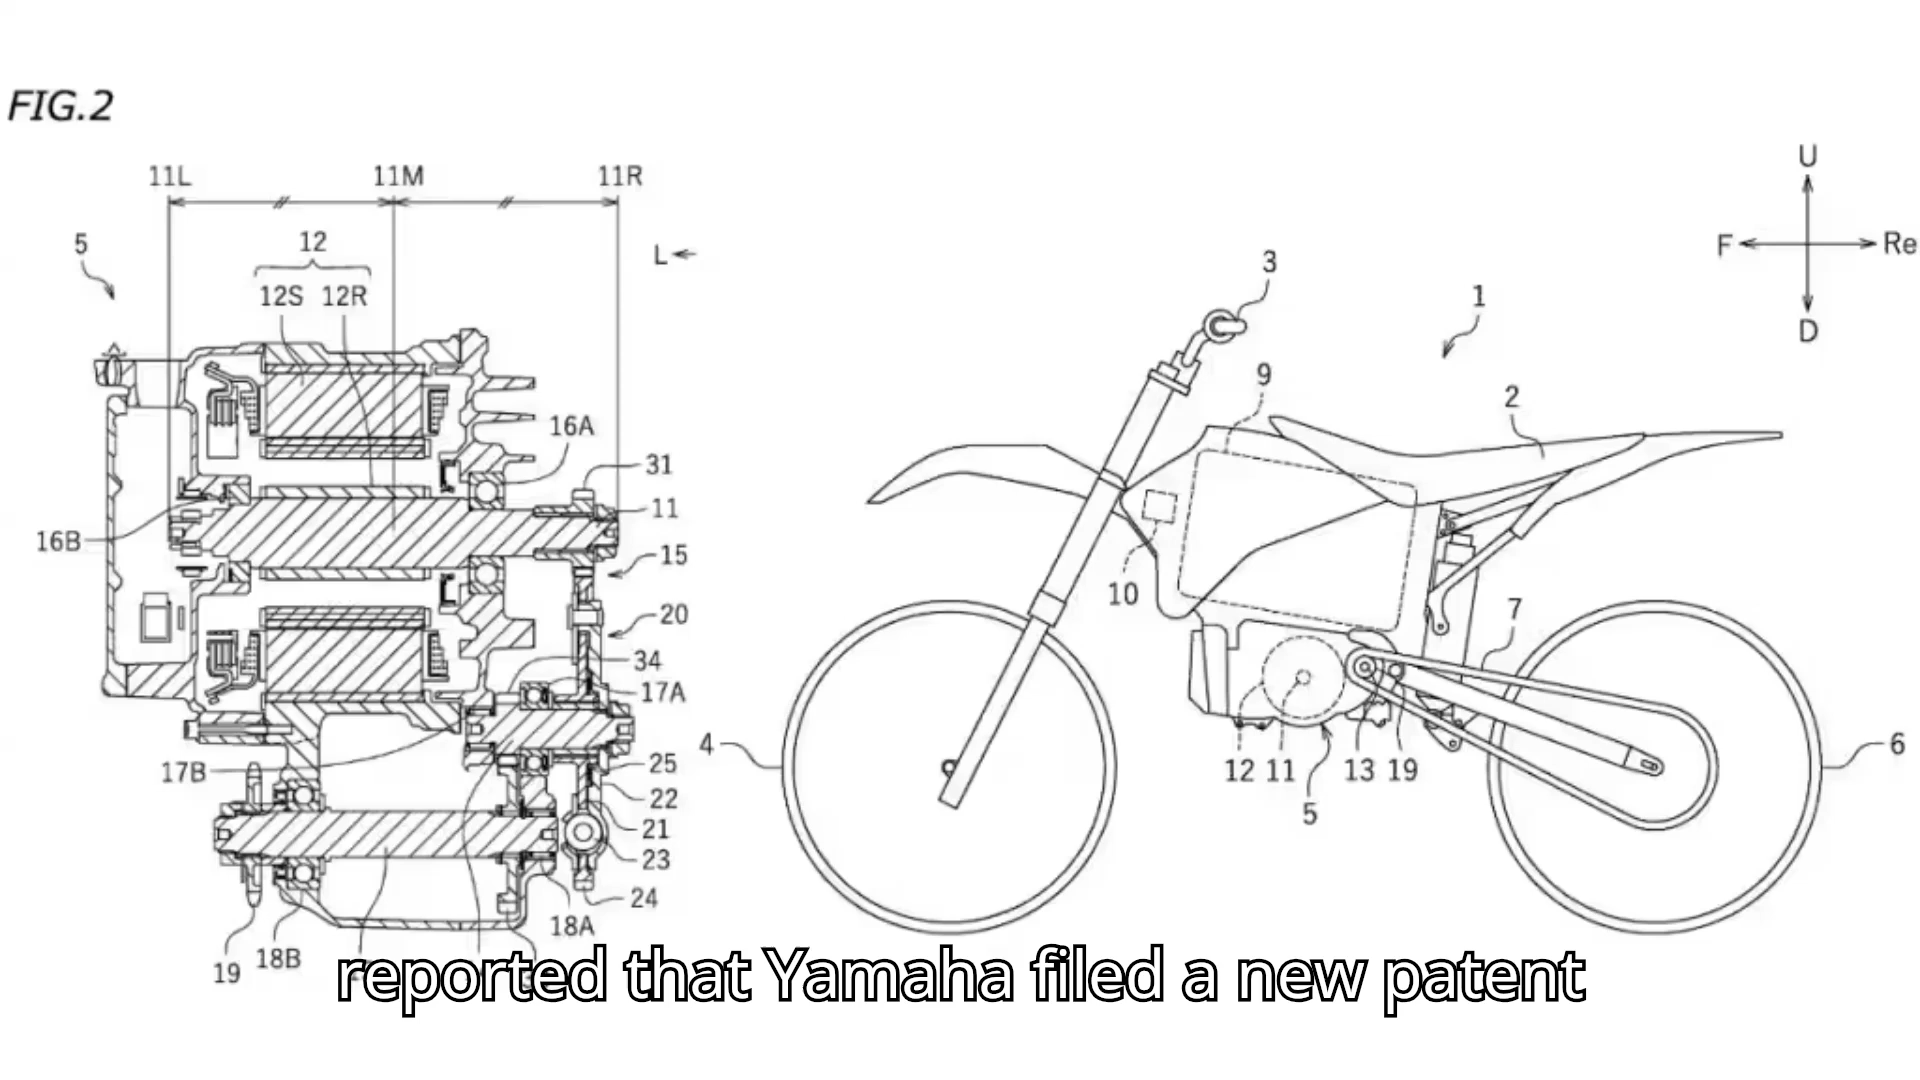 FIG.2
11L 11M 11R
5
12
12S 12R
L
16A
31
11
16B
15
20
34
17A
17B
25
22
21
23
24
18A
19
18B
U
F Re
D
3
1
9
2
10
7
4
12 11 13 19
5
6
reported that Yamaha filed a new patent